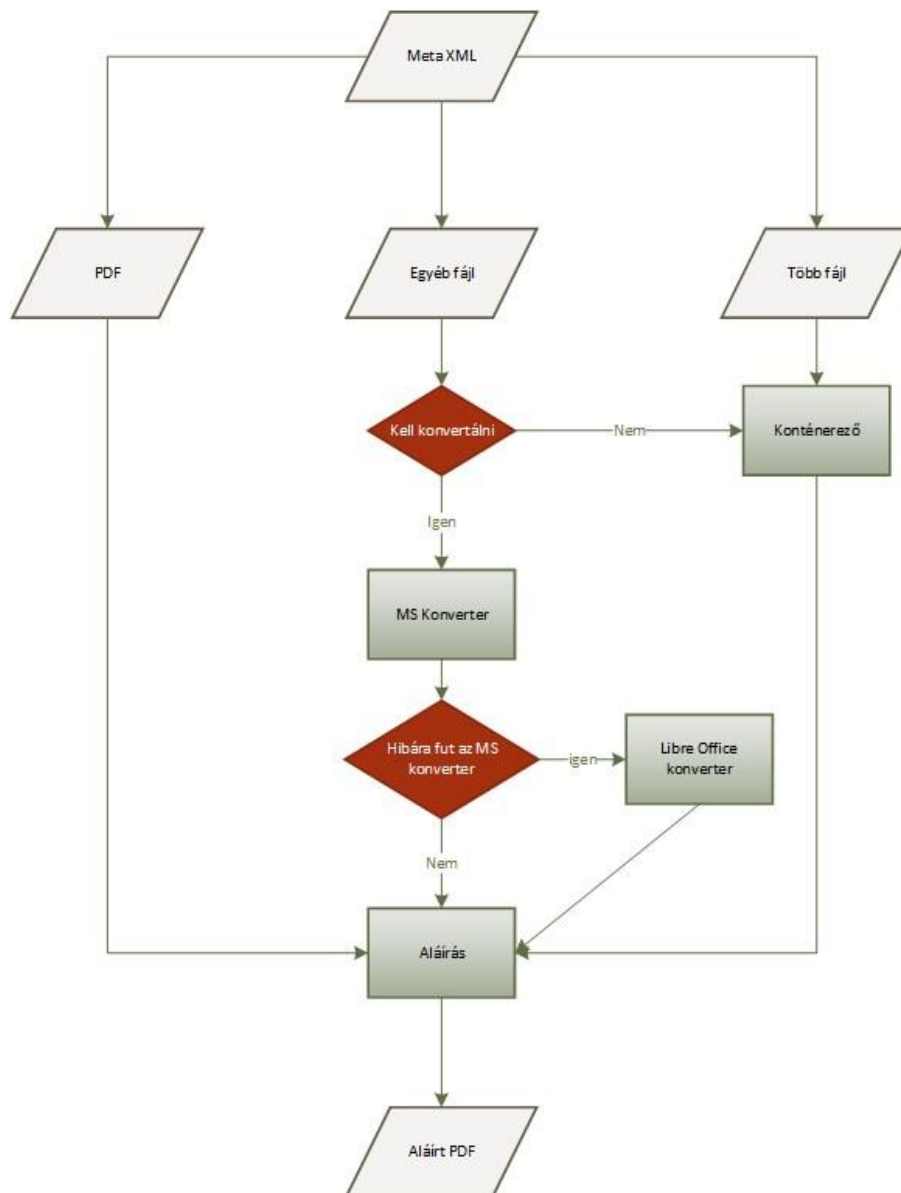 Meta XML
PDF
Egyéb fájl
Több fájl
Kell konvertálni
Nem
Konténerező
Igen
MS Konverter
Hibára fut az MS
konverter
igen
Libre Office
konverter
Nem
Aláírás
Aláírt PDF